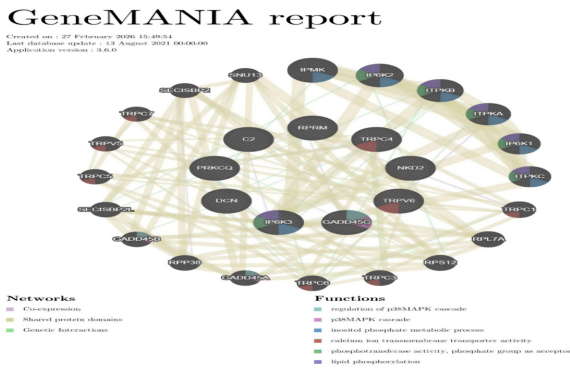 GeneMANIA report
Created on : 27 February 2026 15:49:54
Last database update : 13 August 2021 00:00:00
Application version : 3.6.0
IPMK
SNU13
IP6K2
SECISBP2
ITPKB
TRPC7
ITPKA
RPRM
C2
TRPC4
TRPV5
IP6K1
PRKCQ
NKD2
TRPC5
ITPKC
DCN
TRPV6
SECISBP2L
TRPC1
IP6K3
GADD45G
GADD45B
RPL7A
RPP38
RPS12
GADD45A
TRPC3
TRPC6
Networks
Co-expression
Shared protein domains
Genetic Interactions
Functions
regulation of p38MAPK cascade
p38MAPK cascade
inositol phosphate metabolic process
calcium ion transmembrane transporter activity
phosphotransferase activity, phosphate group as acceptor
lipid phosphorylation